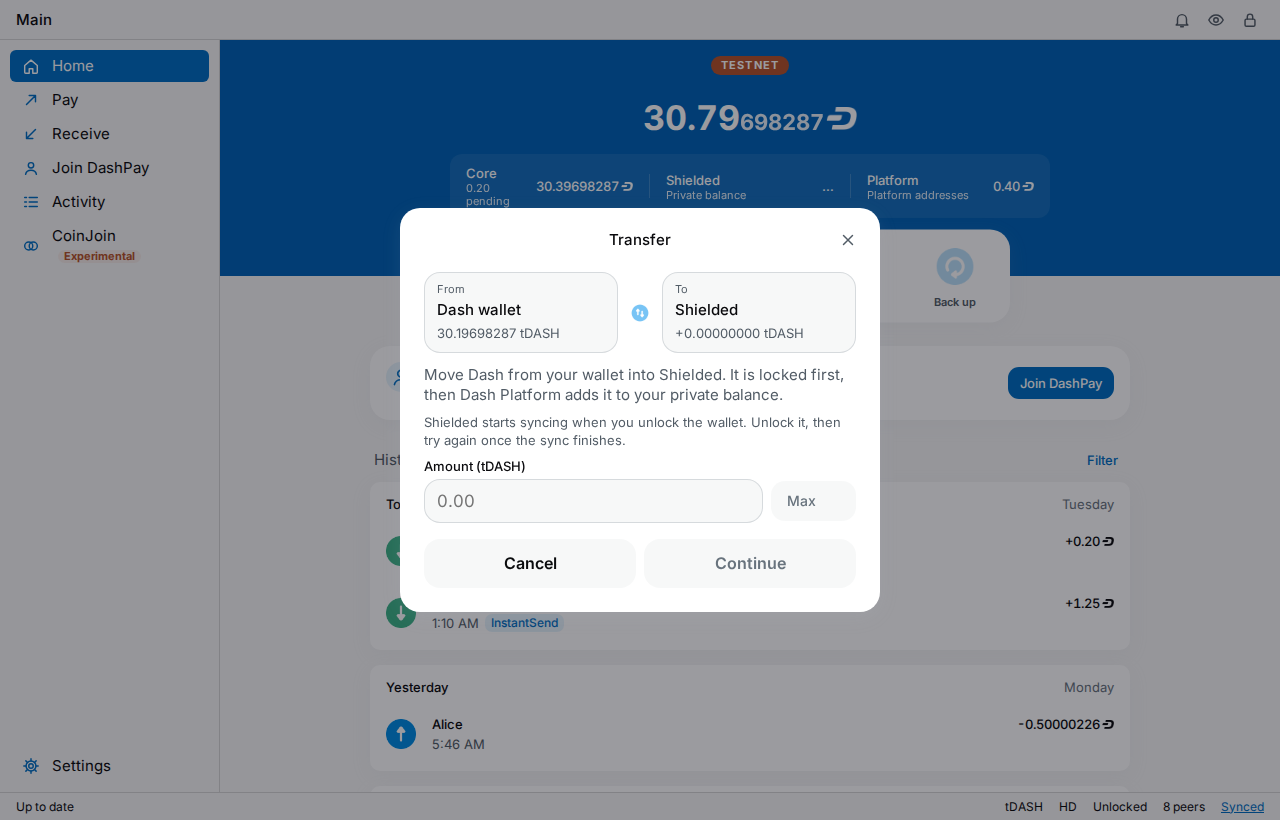 Main
Home
Pay
Receive
Join DashPay
Activity
CoinJoin
Experimental
Settings
TESTNET
30.79698287
Core
0.20
pending
30.39698287
Shielded
Private balance
...
Platform
Platform addresses
0.40
Back up
Join DashPay
Filter
Transfer
From
Dash wallet
30.19698287 tDASH
To
Shielded
+0.00000000 tDASH
Move Dash from your wallet into Shielded. It is locked first,
then Dash Platform adds it to your private balance.
Shielded starts syncing when you unlock the wallet. Unlock it, then
try again once the sync finishes.
Amount (tDASH)
0.00
Max
Cancel
Continue
Tuesday
+0.20
+1.25
1:10 AM InstantSend
Yesterday
Monday
Alice
-0.50000226
5:46 AM
Up to date
tDASH HD Unlocked 8 peers Synced